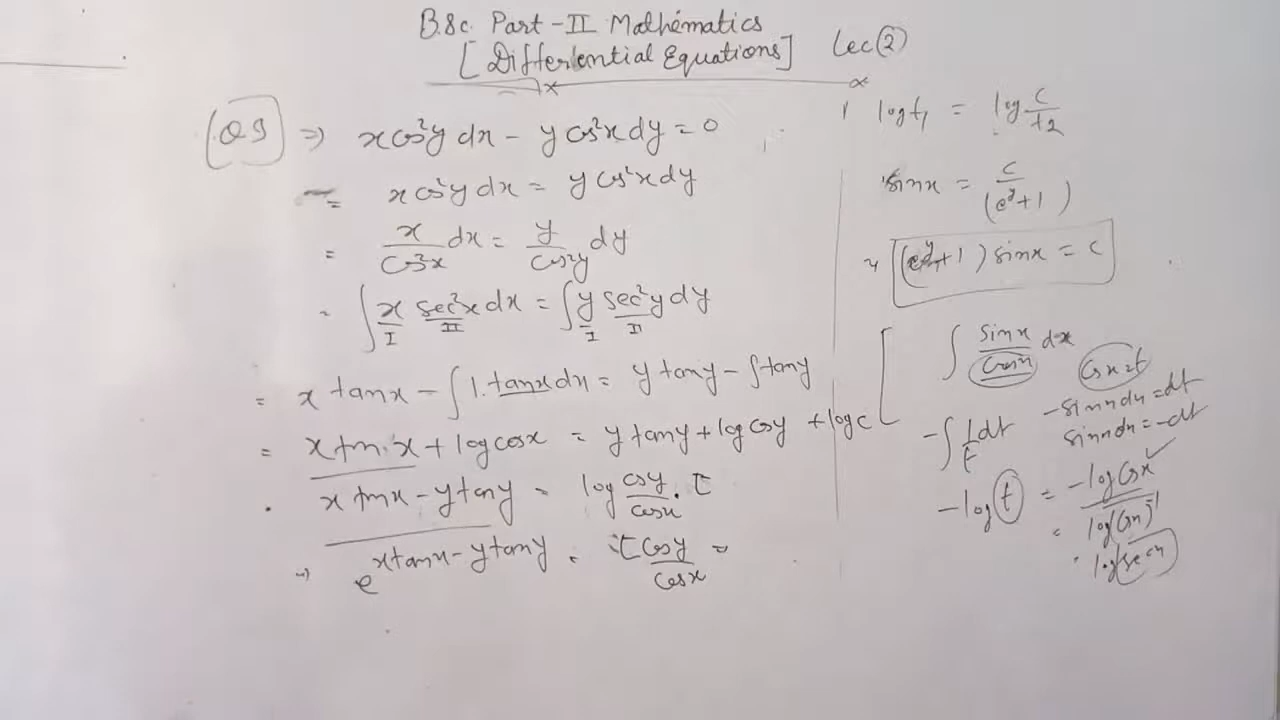 B.Sc. Part-II Mathematics
[Differential Equations] Lec ②
Q3 ⇒ x cos²y dx - y cos²x dy = 0
= x cos²y dx = y cos²x dy
= x/cos²x dx = y/cos²y dy
∫ x sec²x dx = ∫ y sec²y dy
I II I II
= x tanx - ∫ 1. tanx dx = y tany - ∫ tany
= x tanx + log cosx = y tany + log cosy + log c
x tanx - y tany = log cosy/cosx . c
⇒ e^(x tanx - y tany) = c cosy/cosx =
log t₁ = log c/t₂
sinx = c/(e^y+1)
(e^y+1) sinx = c
∫ sinx/cosx dx
cosx = t
- sinx dx = dt
sinx dx = -dt
-∫ 1/t dt
-log t = -log cosx
= log(cosx)^-1
log secx